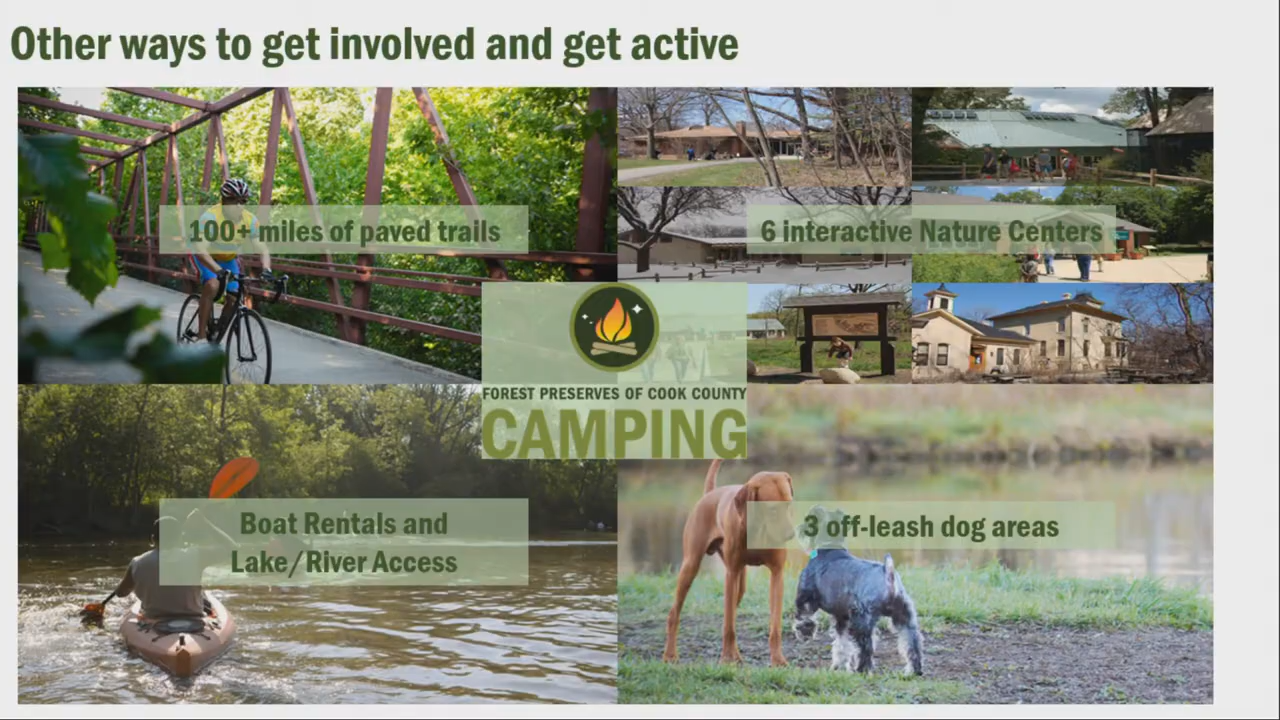 Other ways to get involved and get active
100+ miles of paved trails
6 interactive Nature Centers
FOREST PRESERVES OF COOK COUNTY
CAMPING
Boat Rentals and
Lake/River Access
3 off-leash dog areas